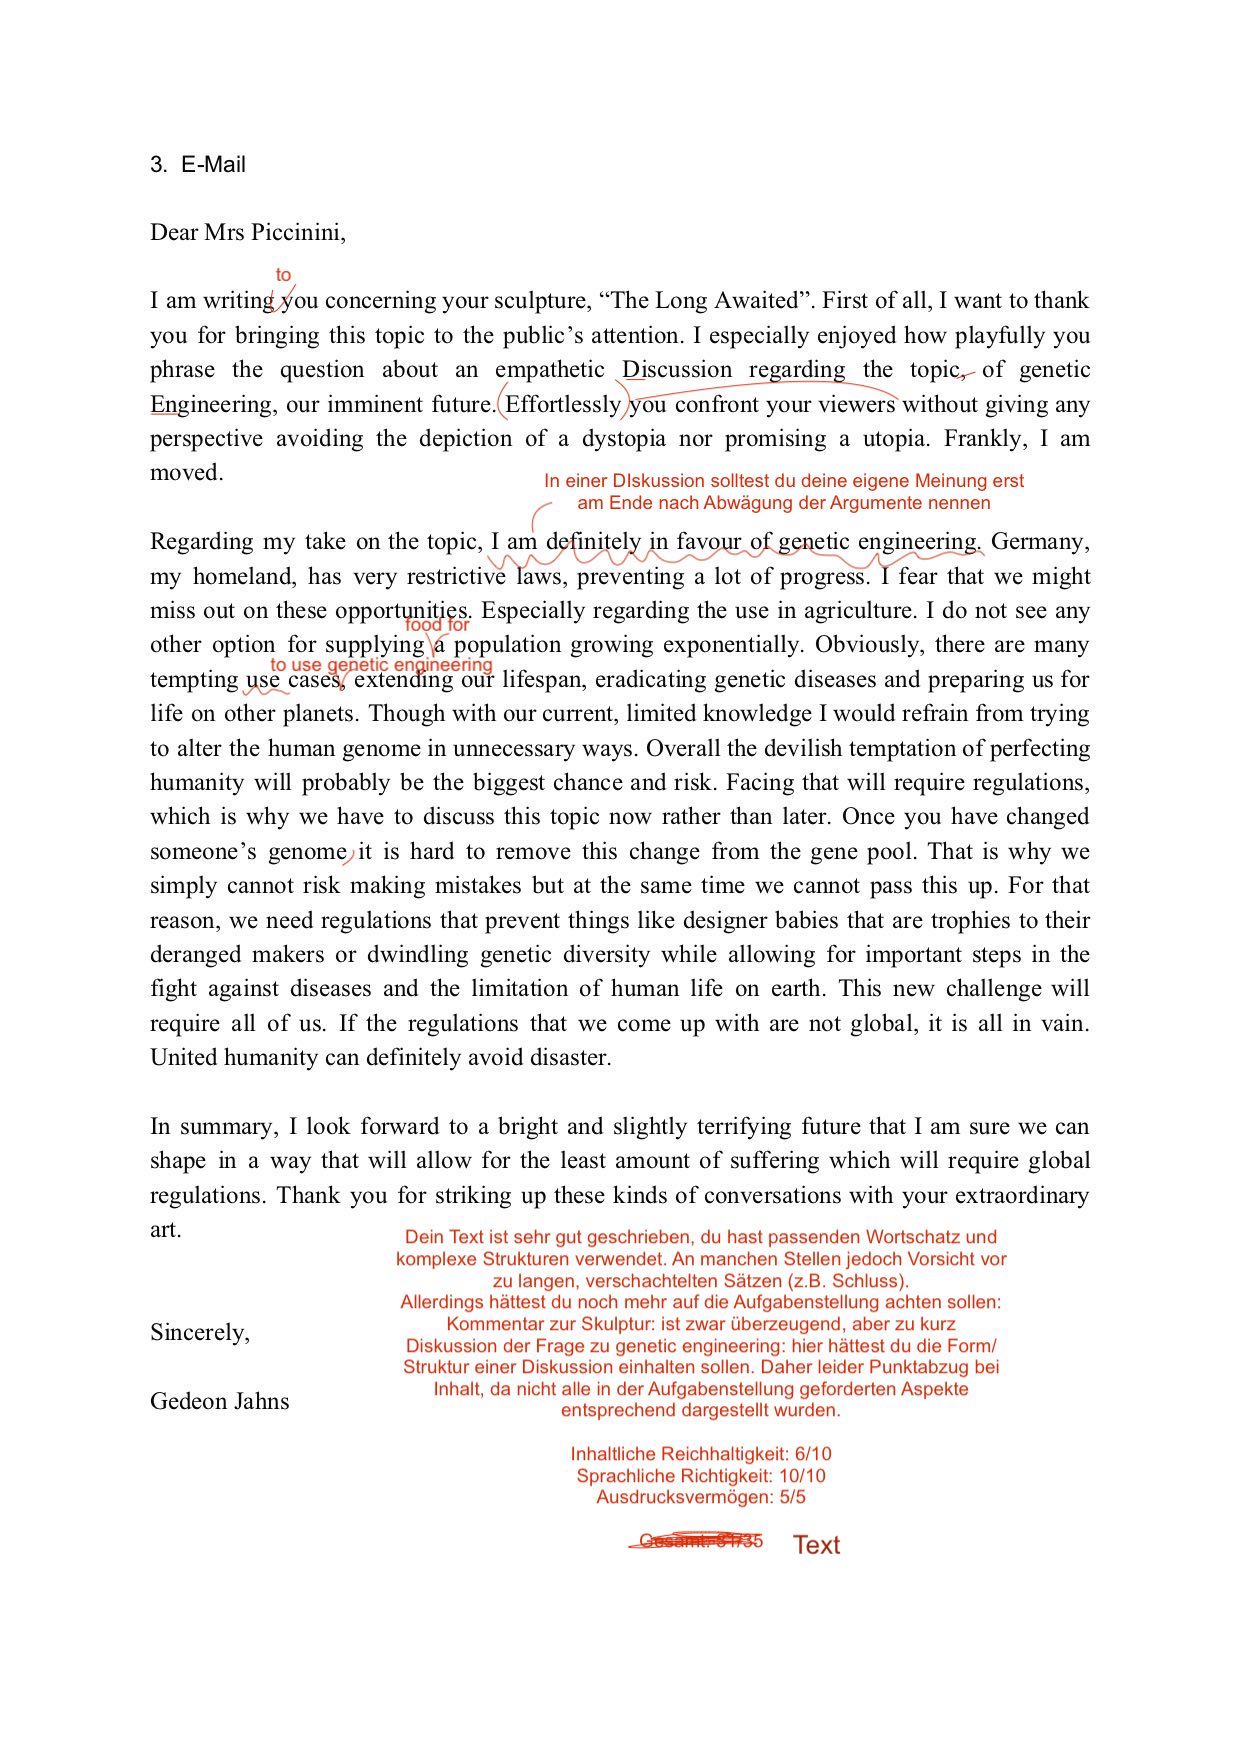 3. E-Mail
Dear Mrs Piccinini,
to
I am writing you concerning your sculpture, “The Long Awaited”. First of all, I want to thank
you for bringing this topic to the public’s attention. I especially enjoyed how playfully you
phrase the question about an empathetic Discussion regarding the topic, of genetic
Engineering, our imminent future. Effortlessly you confront your viewers without giving any
perspective avoiding the depiction of a dystopia nor promising a utopia. Frankly, I am
moved.
In einer DIskussion solltest du deine eigene Meinung erst
am Ende nach Abwägung der Argumente nennen
Regarding my take on the topic, I am definitely in favour of genetic engineering. Germany,
my homeland, has very restrictive laws, preventing a lot of progress. I fear that we might
miss out on these opportunities. Especially regarding the use in agriculture. I do not see any
food for
other option for supplying a population growing exponentially. Obviously, there are many
to use genetic engineering
tempting use cases, extending our lifespan, eradicating genetic diseases and preparing us for
life on other planets. Though with our current, limited knowledge I would refrain from trying
to alter the human genome in unnecessary ways. Overall the devilish temptation of perfecting
humanity will probably be the biggest chance and risk. Facing that will require regulations,
which is why we have to discuss this topic now rather than later. Once you have changed
someone’s genome, it is hard to remove this change from the gene pool. That is why we
simply cannot risk making mistakes but at the same time we cannot pass this up. For that
reason, we need regulations that prevent things like designer babies that are trophies to their
deranged makers or dwindling genetic diversity while allowing for important steps in the
fight against diseases and the limitation of human life on earth. This new challenge will
require all of us. If the regulations that we come up with are not global, it is all in vain.
United humanity can definitely avoid disaster.
In summary, I look forward to a bright and slightly terrifying future that I am sure we can
shape in a way that will allow for the least amount of suffering which will require global
regulations. Thank you for striking up these kinds of conversations with your extraordinary
art.
Dein Text ist sehr gut geschrieben, du hast passenden Wortschatz und
komplexe Strukturen verwendet. An manchen Stellen jedoch Vorsicht vor
zu langen, verschachtelten Sätzen (z.B. Schluss).
Allerdings hättest du noch mehr auf die Aufgabenstellung achten sollen:
Kommentar zur Skulptur: ist zwar überzeugend, aber zu kurz
Diskussion der Frage zu genetic engineering: hier hättest du die Form/
Struktur einer Diskussion einhalten sollen. Daher leider Punktabzug bei
Inhalt, da nicht alle in der Aufgabenstellung geforderten Aspekte
entsprechend dargestellt wurden.
Sincerely,
Gedeon Jahns
Inhaltliche Reichhaltigkeit: 6/10
Sprachliche Richtigkeit: 10/10
Ausdrucksvermögen: 5/5
Gesamt: 31/35
Text